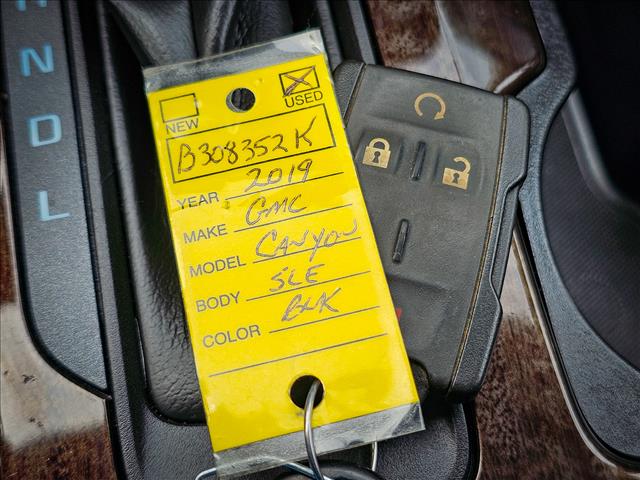 N
D
L
NEW
USED
B308352K
YEAR 2019
MAKE GMC
MODEL CANYON
BODY SLE
COLOR BLK